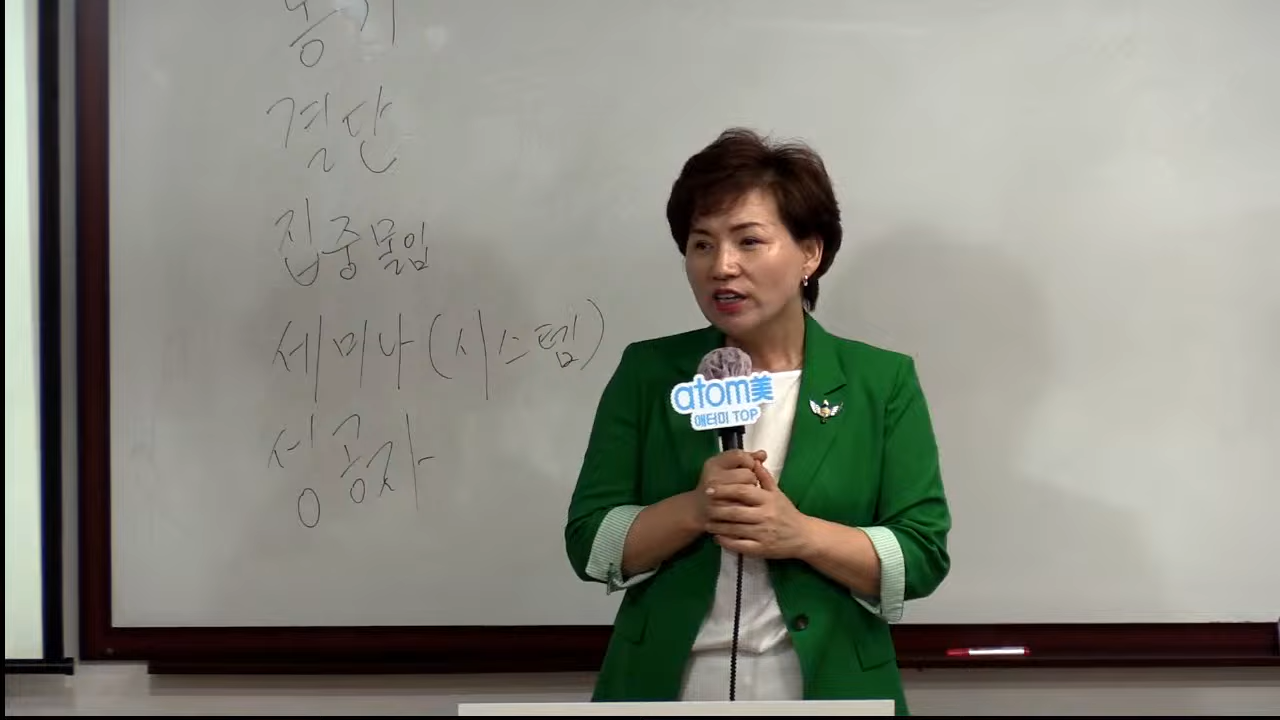 결단
집중몰입
세미나(시스템)
성공자
atom美
애터미 TOP